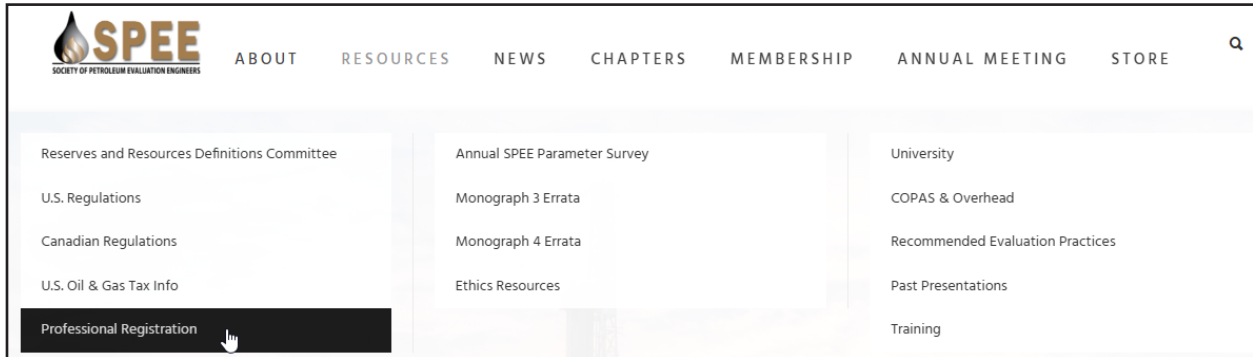 SPEE
SOCIETY OF PETROLEUM EVALUATION ENGINEERS
ABOUT RESOURCES NEWS CHAPTERS MEMBERSHIP ANNUAL MEETING STORE
Reserves and Resources Definitions Committee
U.S. Regulations
Canadian Regulations
U.S. Oil & Gas Tax Info
Professional Registration
Annual SPEE Parameter Survey
Monograph 3 Errata
Monograph 4 Errata
Ethics Resources
University
COPAS & Overhead
Recommended Evaluation Practices
Past Presentations
Training